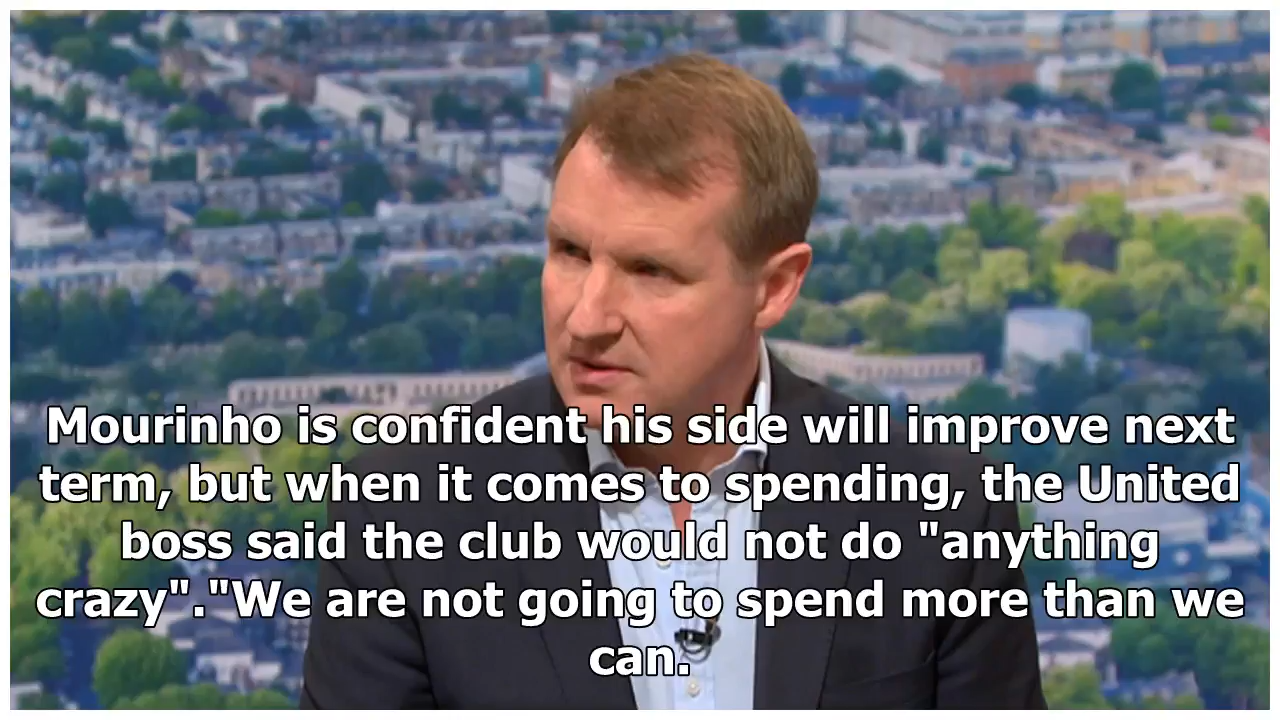 Mourinho is confident his side will improve next
term, but when it comes to spending, the United
boss said the club would not do "anything
crazy"."We are not going to spend more than we
can.